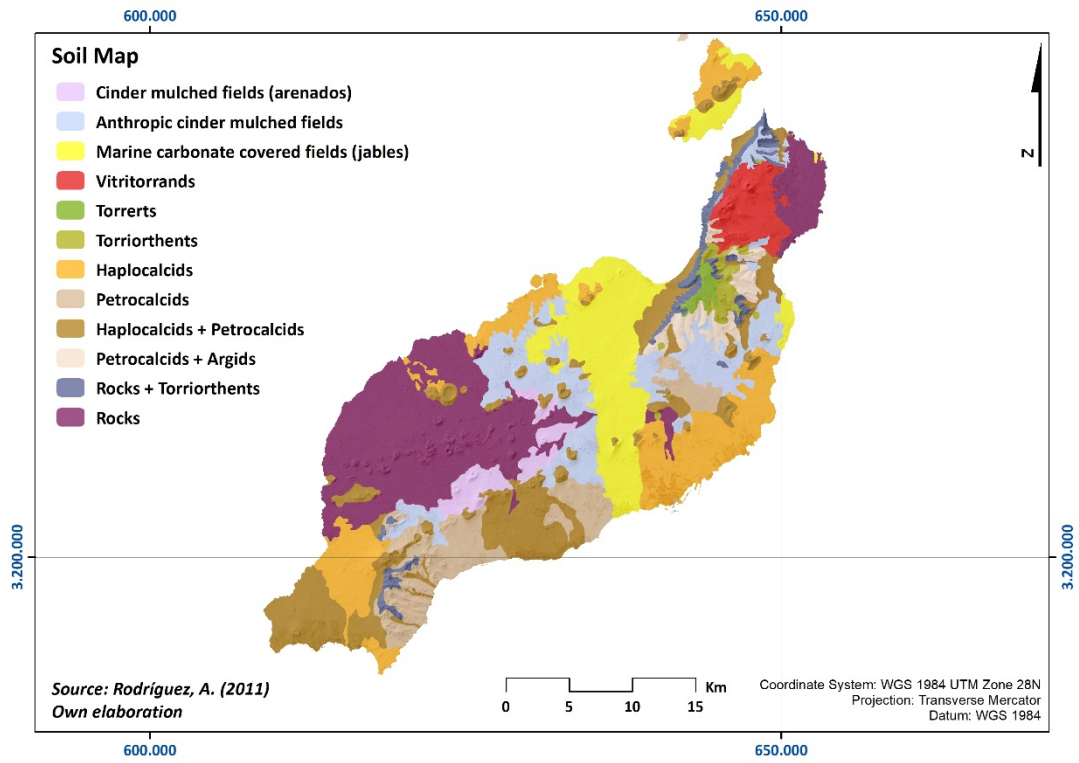 600.000
650.000
Soil Map
Cinder mulched fields (arenados)
Anthropic cinder mulched fields
Marine carbonate covered fields (jables)
Vitritorrands
Torrerts
Torriorthents
Haplocalcids
Petrocalcids
Haplocalcids + Petrocalcids
Petrocalcids + Argids
Rocks + Torriorthents
Rocks
N
3.200.000
3.200.000
Source: Rodríguez, A. (2011)
Own elaboration
Km
0 5 10 15
Coordinate System: WGS 1984 UTM Zone 28N
Projection: Transverse Mercator
Datum: WGS 1984
600.000
650.000